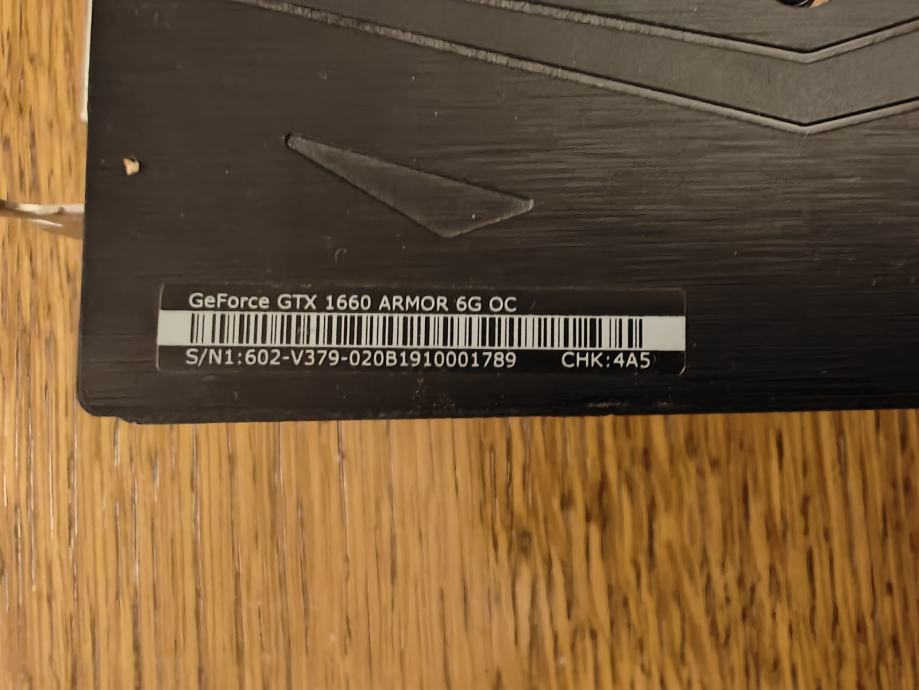 GeForce GTX 1660 ARMOR 6G OC
S/N1:602-V379-020B1910001789 CHK:4A5